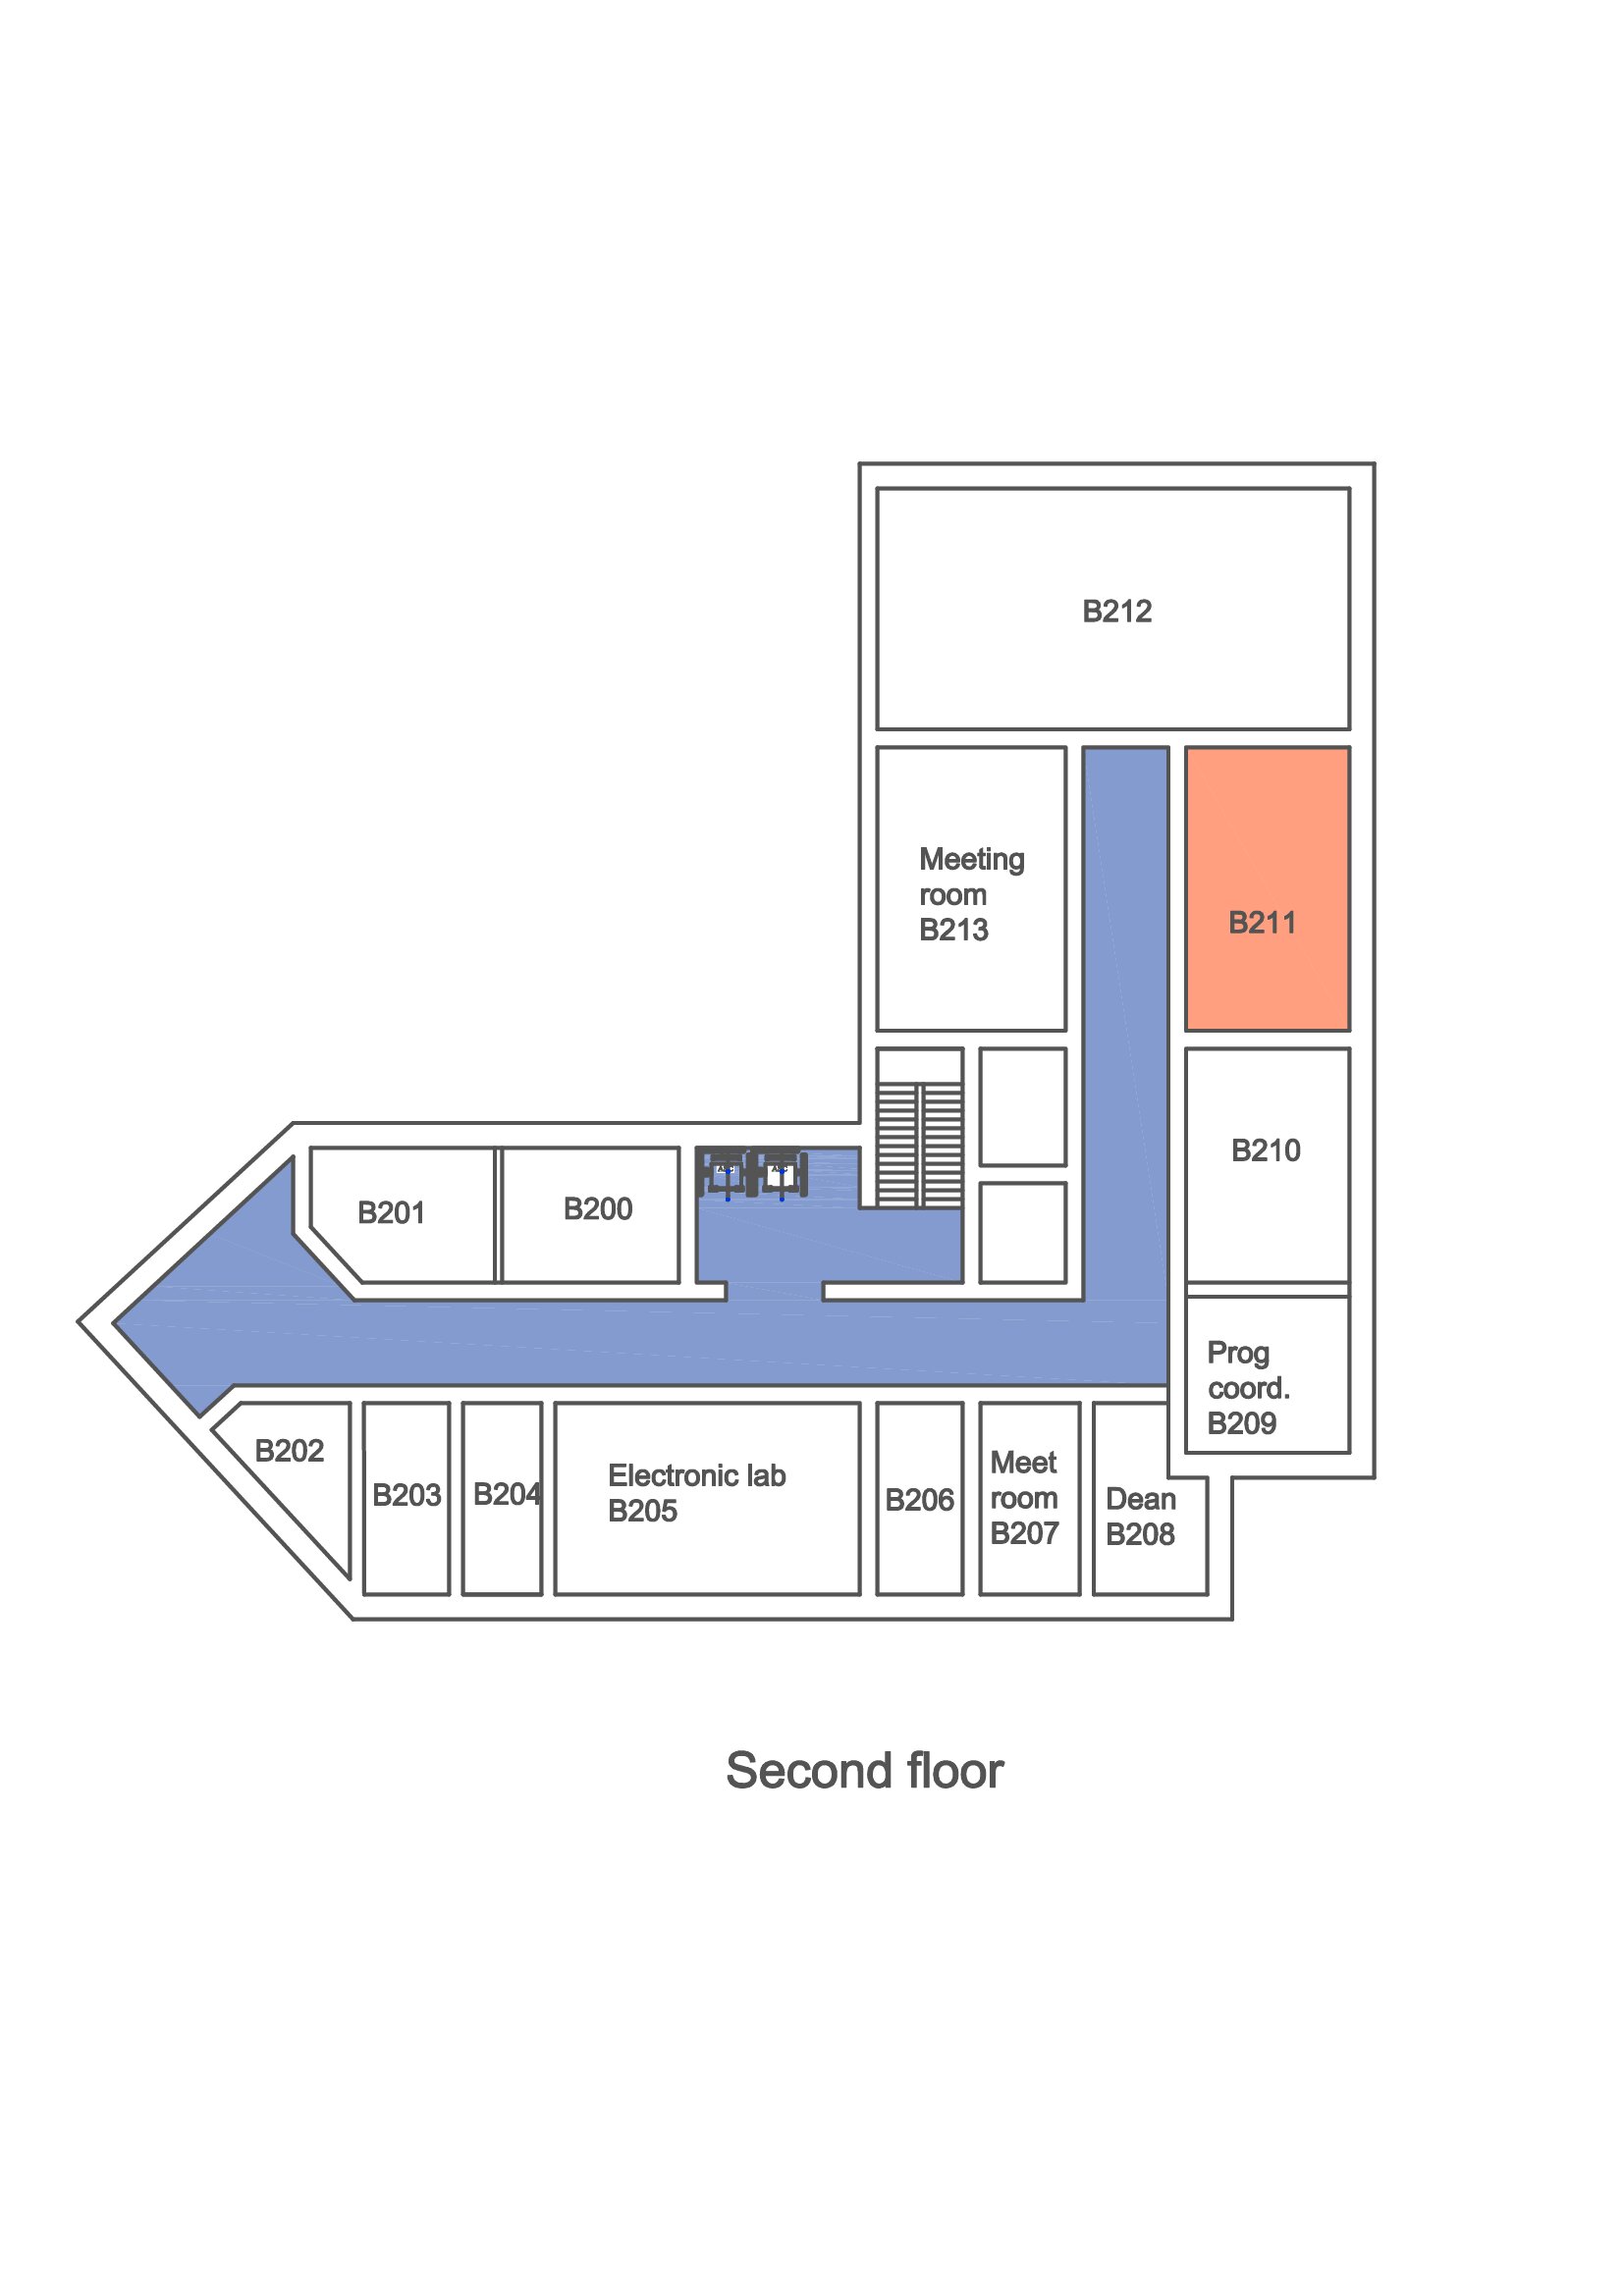 B212
Meeting
room
B213
B211
B210
B201
B200
Prog
coord.
B209
B202
B203
B204
Electronic lab
B205
B206
Meet
room
B207
Dean
B208
Second floor